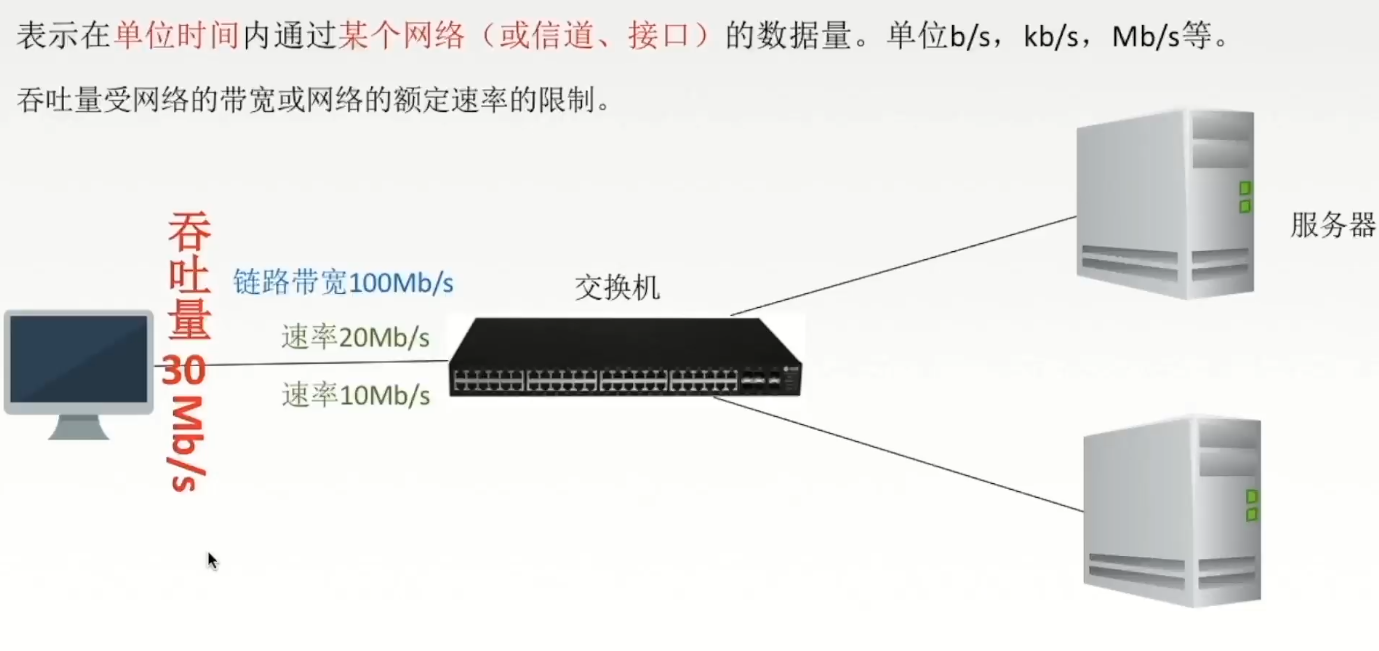 表示在单位时间内通过某个网络（或信道、接口）的数据量。单位b/s，kb/s，Mb/s等。
吞吐量受网络的带宽或网络的额定速率的限制。
服务器
吞吐量30Mb/s
链路带宽100Mb/s
交换机
速率20Mb/s
速率10Mb/s